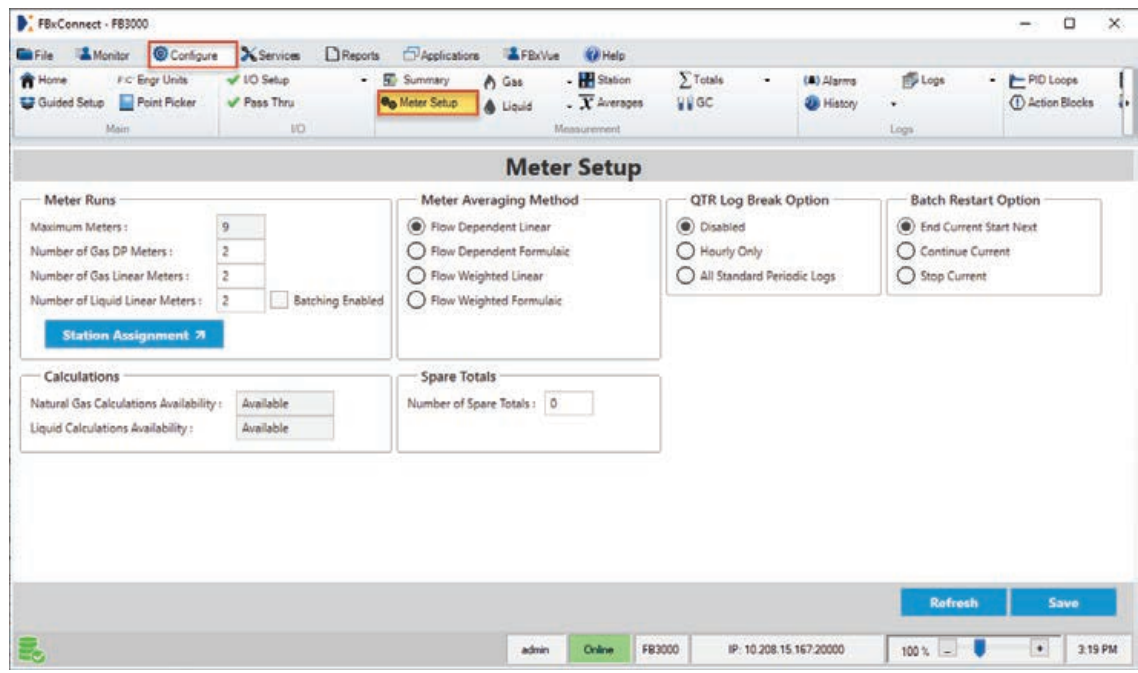 FBxConnect - FB3000
File Monitor Configure Services Reports Applications FBxVue Help
Home F:C Engr Units I/O Setup Summary Gas Station Totals Alarms Logs PID Loops
Guided Setup Point Picker Pass Thru Meter Setup Liquid Averages GC History Action Blocks
Main I/O Measurement Logs
Meter Setup
Meter Runs
Maximum Meters : 9
Number of Gas DP Meters : 2
Number of Gas Linear Meters : 2
Number of Liquid Linear Meters : 2 Batching Enabled
Station Assignment
Meter Averaging Method
Flow Dependent Linear
Flow Dependent Formulaic
Flow Weighted Linear
Flow Weighted Formulaic
QTR Log Break Option
Disabled
Hourly Only
All Standard Periodic Logs
Batch Restart Option
End Current Start Next
Continue Current
Stop Current
Calculations
Natural Gas Calculations Availability : Available
Liquid Calculations Availability : Available
Spare Totals
Number of Spare Totals : 0
Refresh Save
admin Online FB3000 IP: 10.208.15.167:20000 100 % - + 3:19 PM